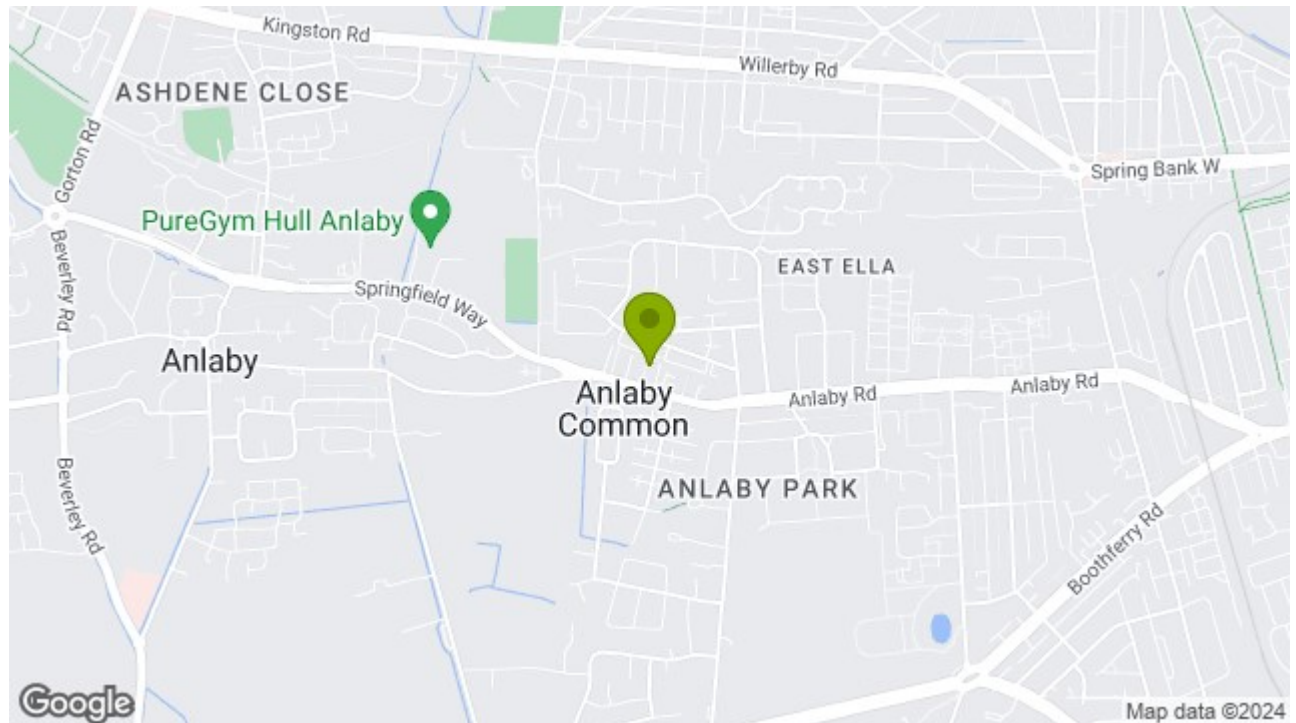 Kingston Rd
Willerby Rd
ASHDENE CLOSE
Gorton Rd
Spring Bank W
PureGym Hull Anlaby
Beverley Rd
EAST ELLA
Springfield Way
Anlaby
Anlaby
Common
Anlaby Rd
Anlaby Rd
ANLABY PARK
Beverley Rd
Boothferry Rd
Google
Map data ©2024